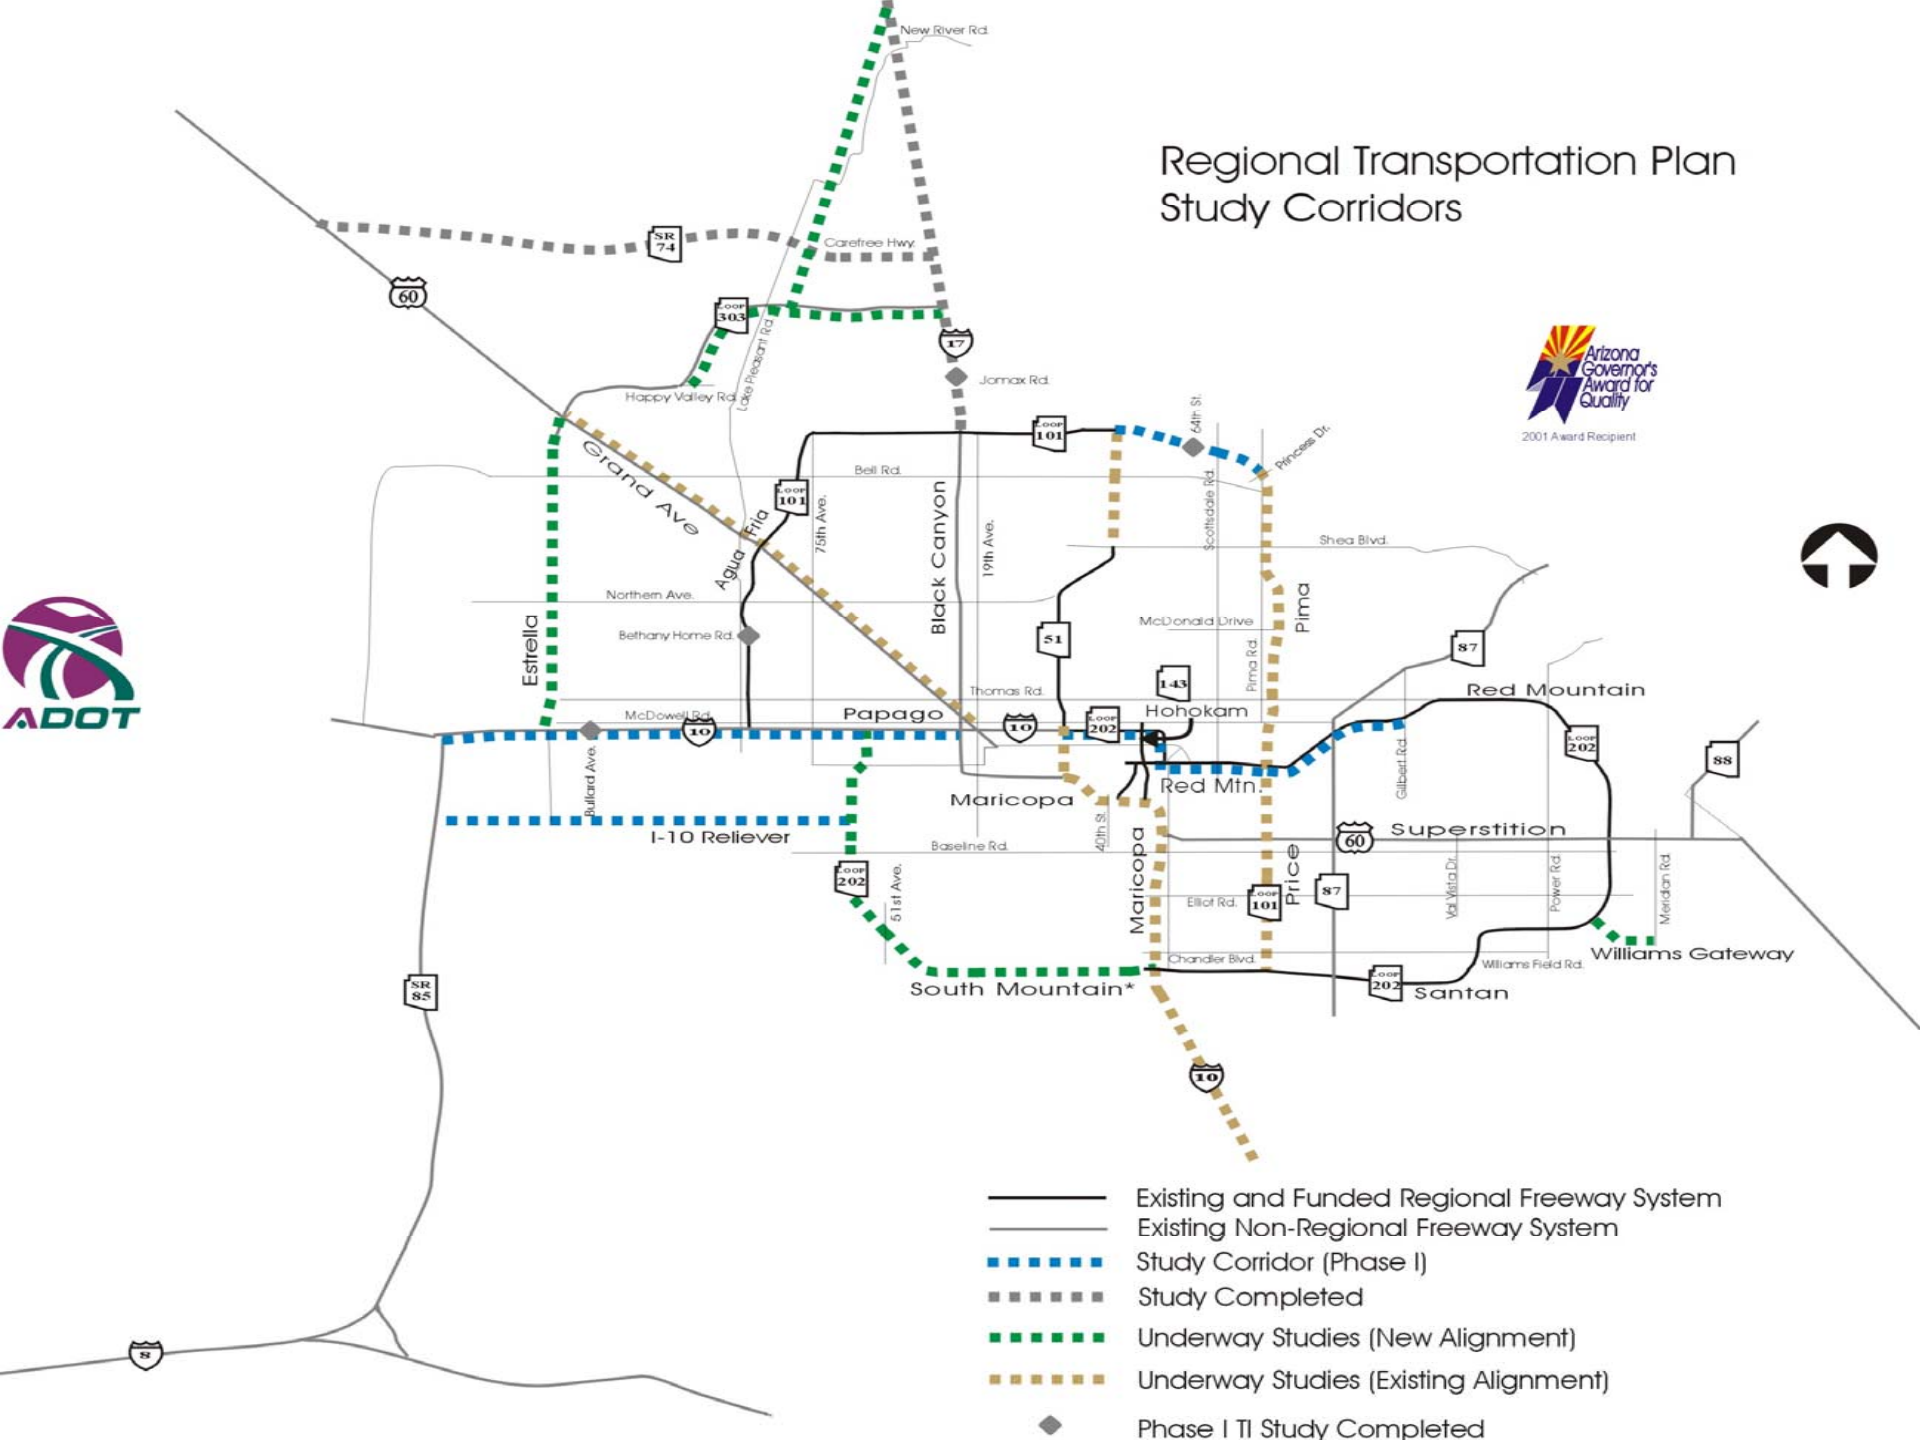 New River Rd.
Regional Transportation Plan
Study Corridors
SR
74
Carefree Hwy.
60
LOOP
303
17
Lake Pleasant Rd.
Jomax Rd.
Happy Valley Rd.
Arizona
Governor's
Award for
Quality
2001 Award Recipient
64th St.
LOOP
101
Princess Dr.
Grand Ave
Bell Rd.
LOOP
101
75th Ave.
Black Canyon
19th Ave.
Scottsdale Rd.
Shea Blvd.
Agua Fria
Northern Ave.
Estrella
Bethany Home Rd.
51
McDonald Drive
Pima
Pima Rd.
87
ADOT
143
Thomas Rd.
Red Mountain
McDowell Rd.
Papago
10
10
LOOP
202
Hohokam
LOOP
202
88
Bullard Ave.
Gilbert Rd.
Red Mtn.
Maricopa
40th St.
I-10 Reliever
Superstition
60
Baseline Rd.
Maricopa
LOOP
202
51st Ave.
Price
87
Val Vista Dr.
Power Rd.
Meridian Rd.
Elliot Rd.
LOOP
101
Chandler Blvd.
Williams Field Rd.
Williams Gateway
SR
85
South Mountain*
LOOP
202
Santan
10
Existing and Funded Regional Freeway System
Existing Non-Regional Freeway System
Study Corridor (Phase I)
Study Completed
Underway Studies (New Alignment)
8
Underway Studies (Existing Alignment)
Phase I TI Study Completed